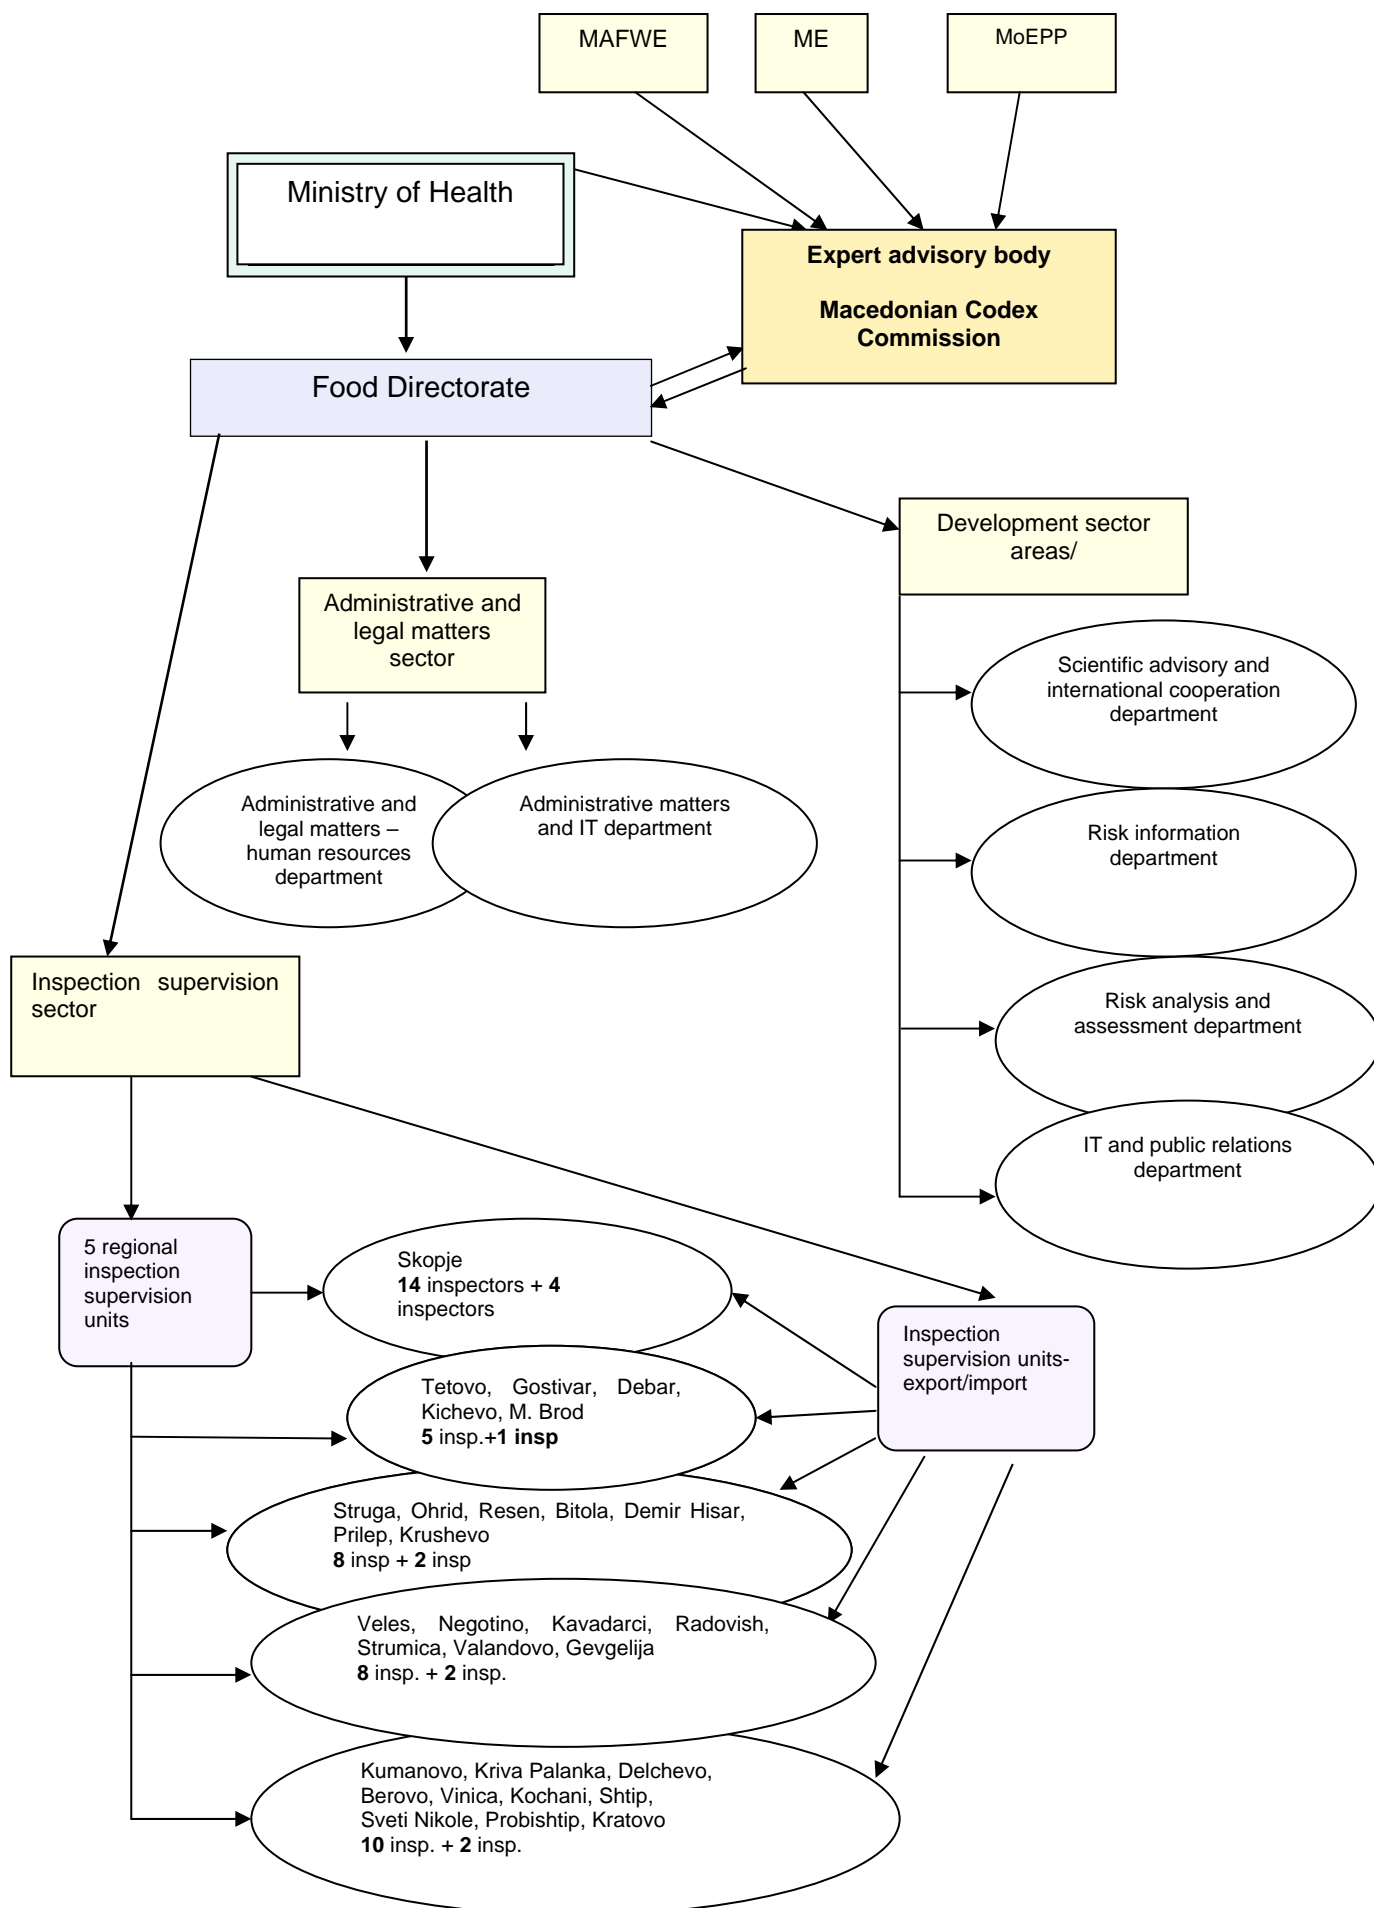 MAFWE
ME
MoEPP
Ministry of Health
Expert advisory body
Macedonian Codex
Commission
Food Directorate
Development sector
areas/
Administrative and
legal matters
sector
Scientific advisory and
international cooperation
department
Administrative and
legal matters –
human resources
department
Administrative matters
and IT department
Risk information
department
Inspection supervision
sector
Risk analysis and
assessment department
IT and public relations
department
5 regional
inspection
supervision
units
Skopje
14 inspectors + 4
inspectors
Inspection
supervision units-
export/import
Tetovo, Gostivar, Debar,
Kichevo, M. Brod
5 insp.+1 insp
Struga, Ohrid, Resen, Bitola, Demir Hisar,
Prilep, Krushevo
8 insp + 2 insp
Veles, Negotino, Kavadarci, Radovish,
Strumica, Valandovo, Gevgelija
8 insp. + 2 insp.
Kumanovo, Kriva Palanka, Delchevo,
Berovo, Vinica, Kochani, Shtip,
Sveti Nikole, Probishtip, Kratovo
10 insp. + 2 insp.